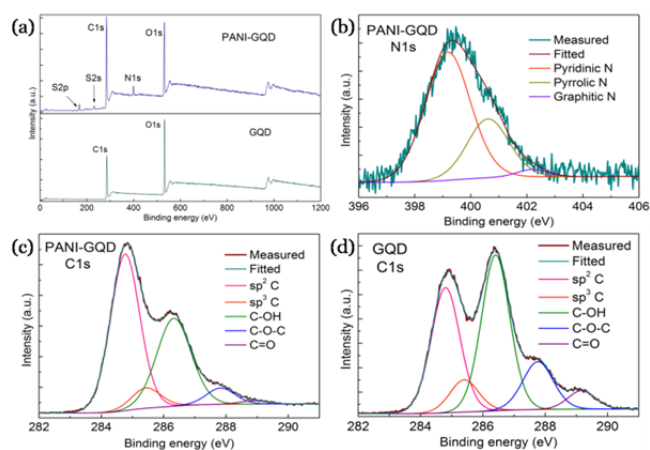 (a)
C1s
O1s
PANI-GQD
S2p
S2s
N1s
Intensity (a.u.)
O1s
GQD
C1s
Intensity (a.u.)
0 200 400 600 800 1000 1200
Binding energy (eV)
(b)
PANI-GQD
N1s
Measured
Fitted
Pyridinic N
Pyrrolic N
Graphitic N
Intensity (a.u.)
396 398 400 402 404 406
Binding energy (eV)
(c)
PANI-GQD
C1s
Measured
Fitted
sp² C
sp³ C
C-OH
C-O-C
C=O
Intensity (a.u.)
282 284 286 288 290
Binding energy (eV)
(d)
GQD
C1s
Measured
Fitted
sp² C
sp³ C
C-OH
C-O-C
C=O
Intensity (a.u.)
282 284 286 288 290
Binding energy (eV)